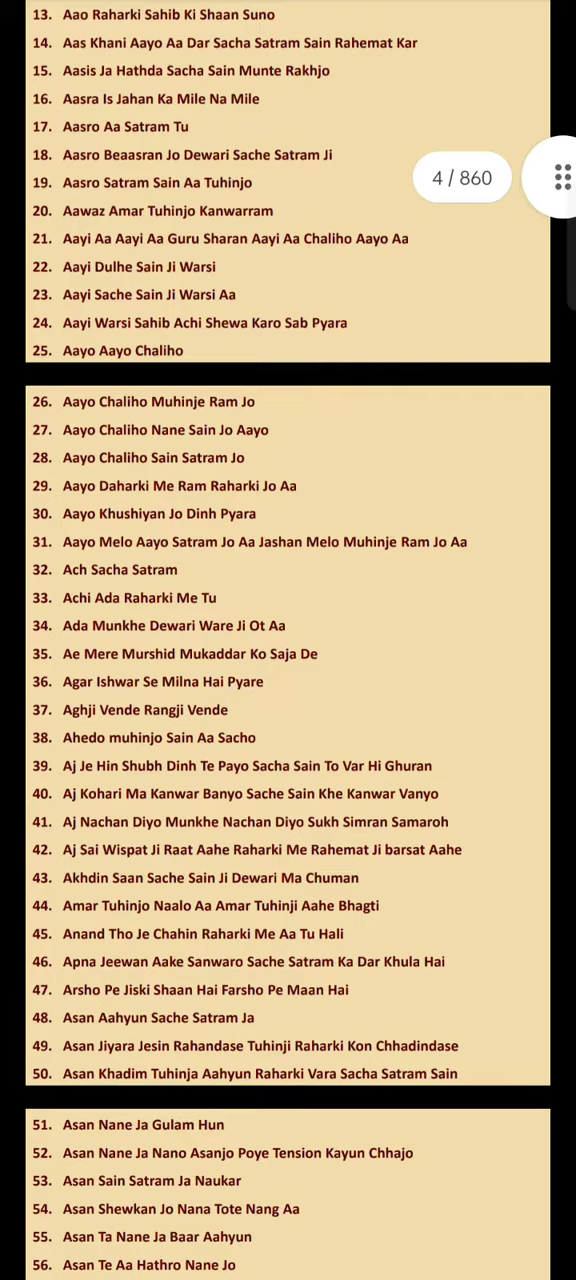 13. Aao Raharki Sahib Ki Shaan Suno
14. Aas Khani Aayo Aa Dar Sacha Satram Sain Rahemat Kar
15. Aasis Ja Hathda Sacha Sain Munte Rakhjo
16. Aasra Is Jahan Ka Mile Na Mile
17. Aasro Aa Satram Tu
18. Aasro Beaasran Jo Dewari Sache Satram Ji
4 / 860
19. Aasro Satram Sain Aa Tuhinjo
20. Aawaz Amar Tuhinjo Kanwarram
21. Aayi Aa Aayi Aa Guru Sharan Aayi Aa Chaliho Aayo Aa
22. Aayi Dulhe Sain Ji Warsi
23. Aayi Sache Sain Ji Warsi Aa
24. Aayi Warsi Sahib Achi Shewa Karo Sab Pyara
25. Aayo Aayo Chaliho
26. Aayo Chaliho Muhinje Ram Jo
27. Aayo Chaliho Nane Sain Jo Aayo
28. Aayo Chaliho Sain Satram Jo
29. Aayo Daharki Me Ram Raharki Jo Aa
30. Aayo Khushiyan Jo Dinh Pyara
31. Aayo Melo Aayo Satram Jo Aa Jashan Melo Muhinje Ram Jo Aa
32. Ach Sacha Satram
33. Achi Ada Raharki Me Tu
34. Ada Munkhe Dewari Ware Ji Ot Aa
35. Ae Mere Murshid Mukaddar Ko Saja De
36. Agar Ishwar Se Milna Hai Pyare
37. Aghji Vende Rangji Vende
38. Ahedo muhinjo Sain Aa Sacho
39. Aj Je Hin Shubh Dinh Te Payo Sacha Sain To Var Hi Ghuran
40. Aj Kohari Ma Kanwar Banyo Sache Sain Khe Kanwar Vanyo
41. Aj Nachan Diyo Munkhe Nachan Diyo Sukh Simran Samaroh
42. Aj Sai Wispat Ji Raat Aahe Raharki Me Rahemat Ji barsat Aahe
43. Akhdin Saan Sache Sain Ji Dewari Ma Chuman
44. Amar Tuhinjo Naalo Aa Amar Tuhinji Aahe Bhagti
45. Anand Tho Je Chahin Raharki Me Aa Tu Hali
46. Apna Jeewan Aake Sanwaro Sache Satram Ka Dar Khula Hai
47. Arsho Pe Jiski Shaan Hai Farsho Pe Maan Hai
48. Asan Aahyun Sache Satram Ja
49. Asan Jiyara Jesin Rahandase Tuhinji Raharki Kon Chhadindase
50. Asan Khadim Tuhinja Aahyun Raharki Vara Sacha Satram Sain
51. Asan Nane Ja Gulam Hun
52. Asan Nane Ja Nano Asanjo Poye Tension Kayun Chhajo
53. Asan Sain Satram Ja Naukar
54. Asan Shewkan Jo Nana Tote Nang Aa
55. Asan Ta Nane Ja Baar Aahyun
56. Asan Te Aa Hathro Nane Jo